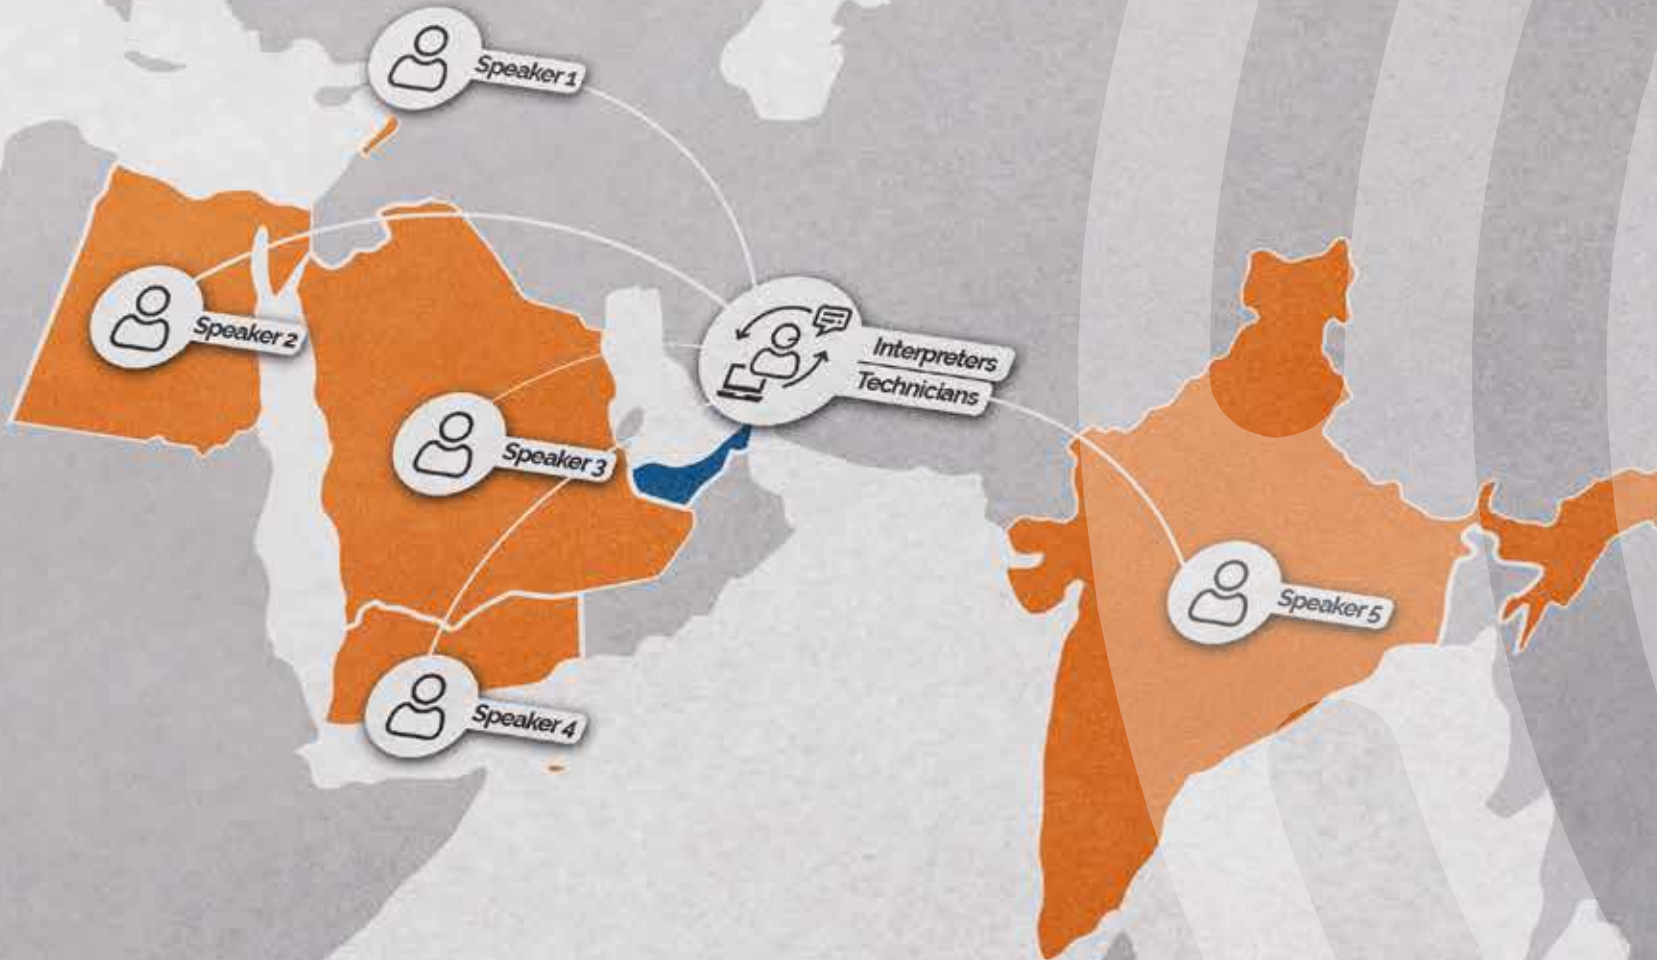 Speaker 1
Speaker 2
Interpreters
Technicians
Speaker 3
Speaker 5
Speaker 4